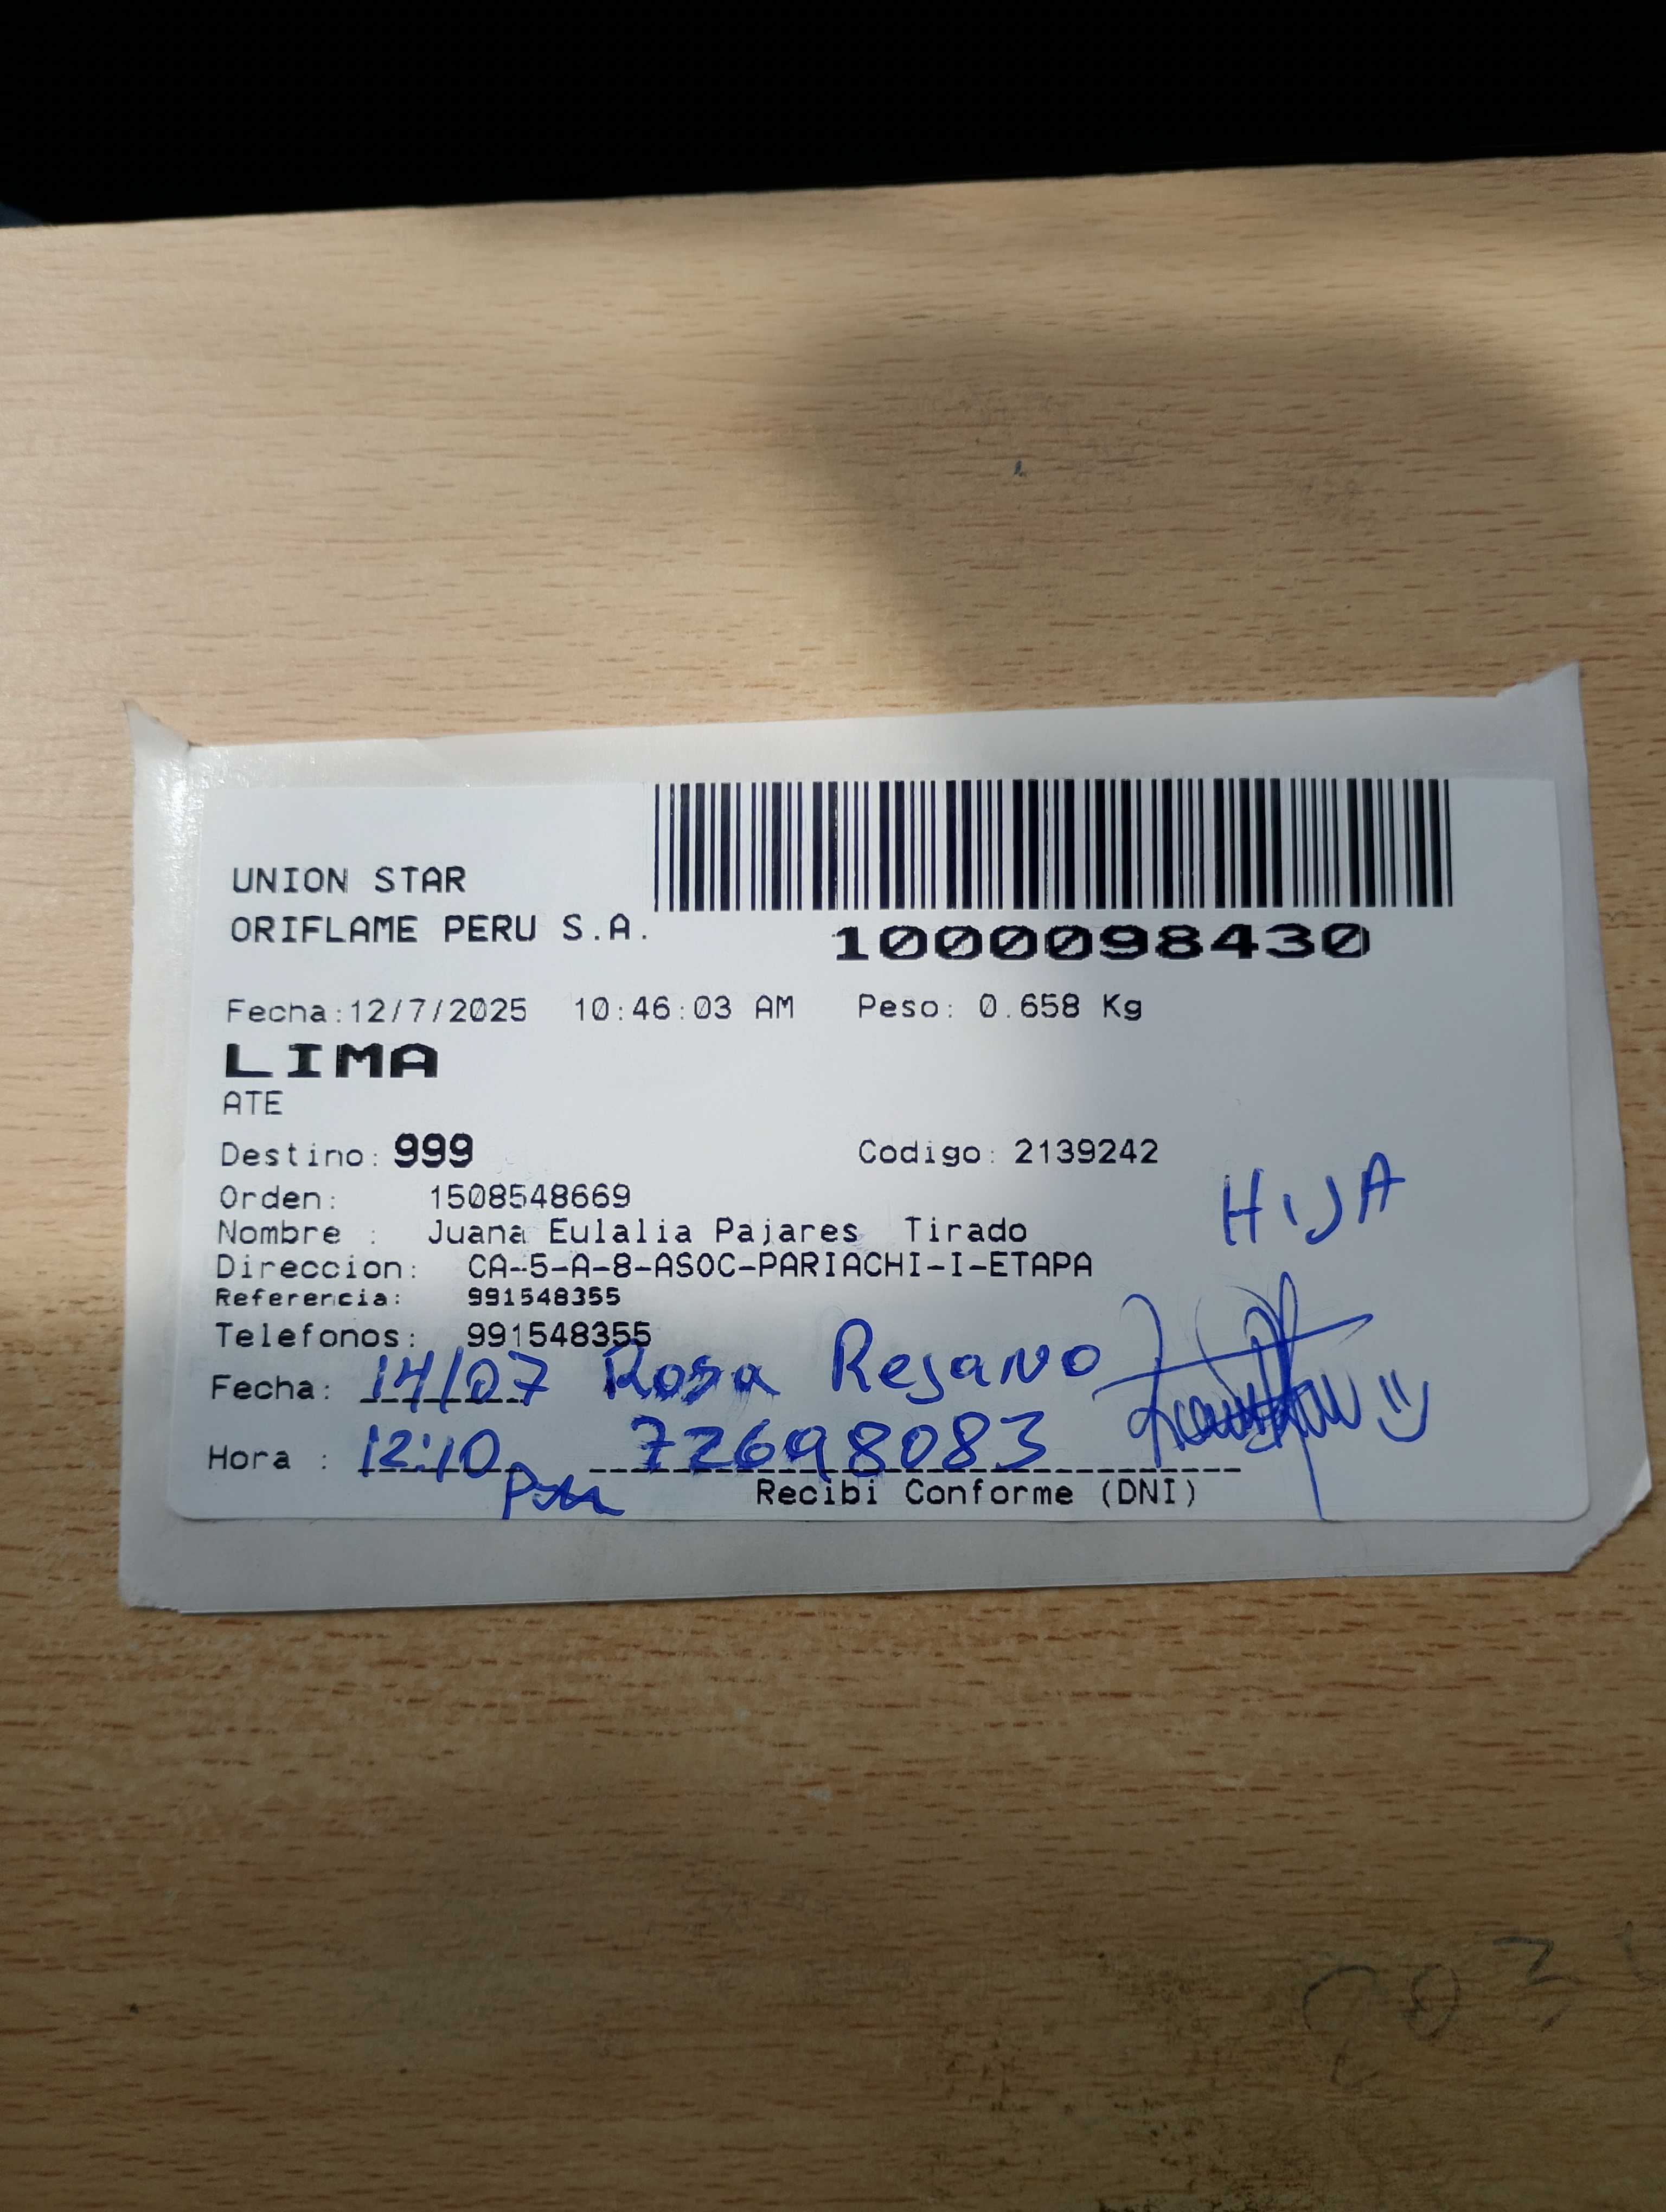 UNION STAR
ORIFLAME PERU S.A.
1000098430
Fecha:12/7/2025 10:46:03 AM Peso: 0.658 Kg
LIMA
ATE
Destino: 999 Codigo: 2139242
Orden: 1508548669
HIJA
Nombre : Juana Eulalia Pajares Tirado
Direccion: CA-5-A-8-ASOC-PARIACHI-I-ETAPA
Referencia: 991548355
Telefonos: 991548355
Fecha: 14/07 Rosa Rejano
Hora : 12:10 pm 72698083
Recibi Conforme (DNI)